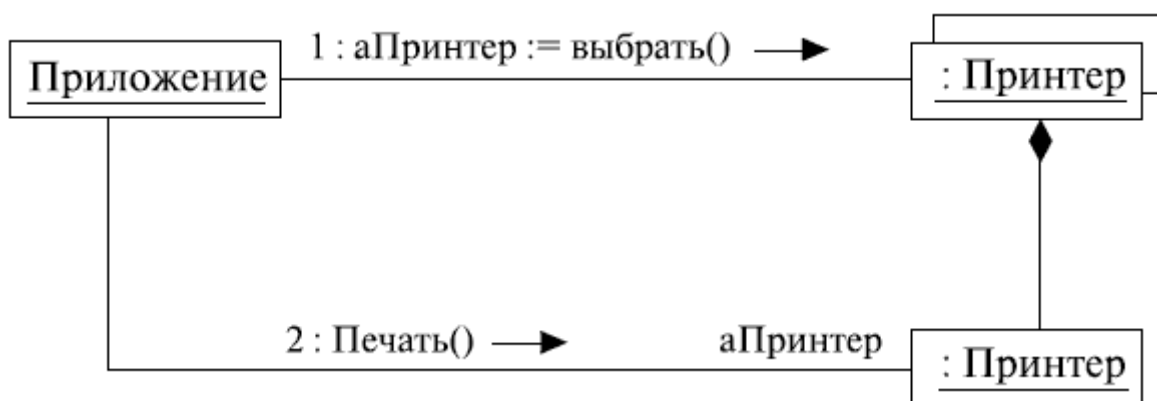 1 : аПринтер := выбрать()
Приложение
: Принтер
2 : Печать()
аПринтер
: Принтер